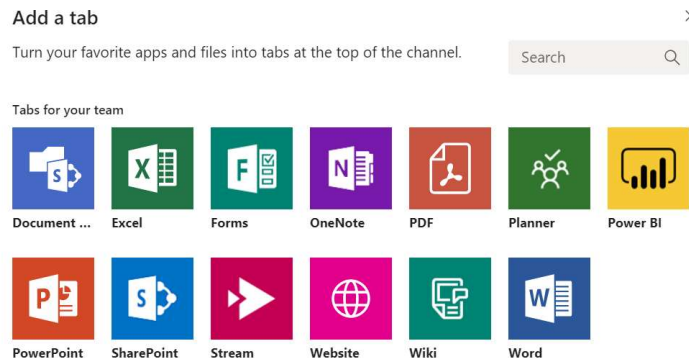 Add a tab
Turn your favorite apps and files into tabs at the top of the channel.
Search
Tabs for your team
Document ...
Excel
Forms
OneNote
PDF
Planner
Power BI
PowerPoint
SharePoint
Stream
Website
Wiki
Word